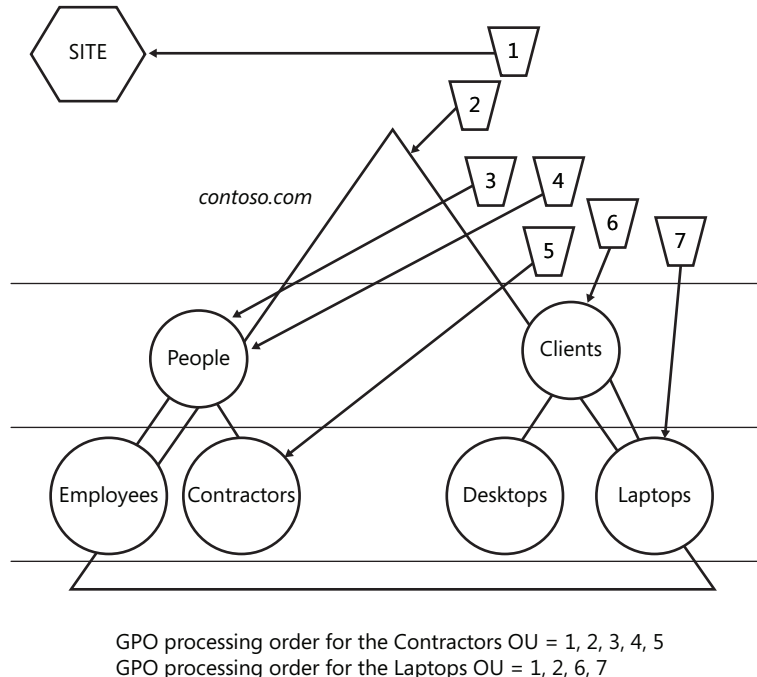 SITE
1
2
contoso.com
3
4
5
6
7
People
Clients
Employees
Contractors
Desktops
Laptops
GPO processing order for the Contractors OU = 1, 2, 3, 4, 5
GPO processing order for the Laptops OU = 1, 2, 6, 7